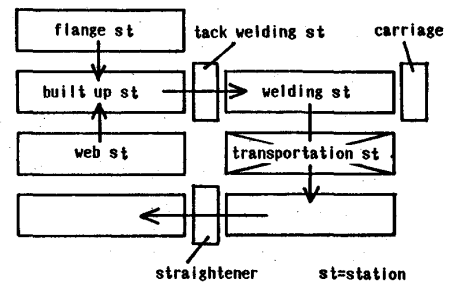 flange st
tack welding st
carriage
built up st
welding st
web st
transportation st
straightener
st=station